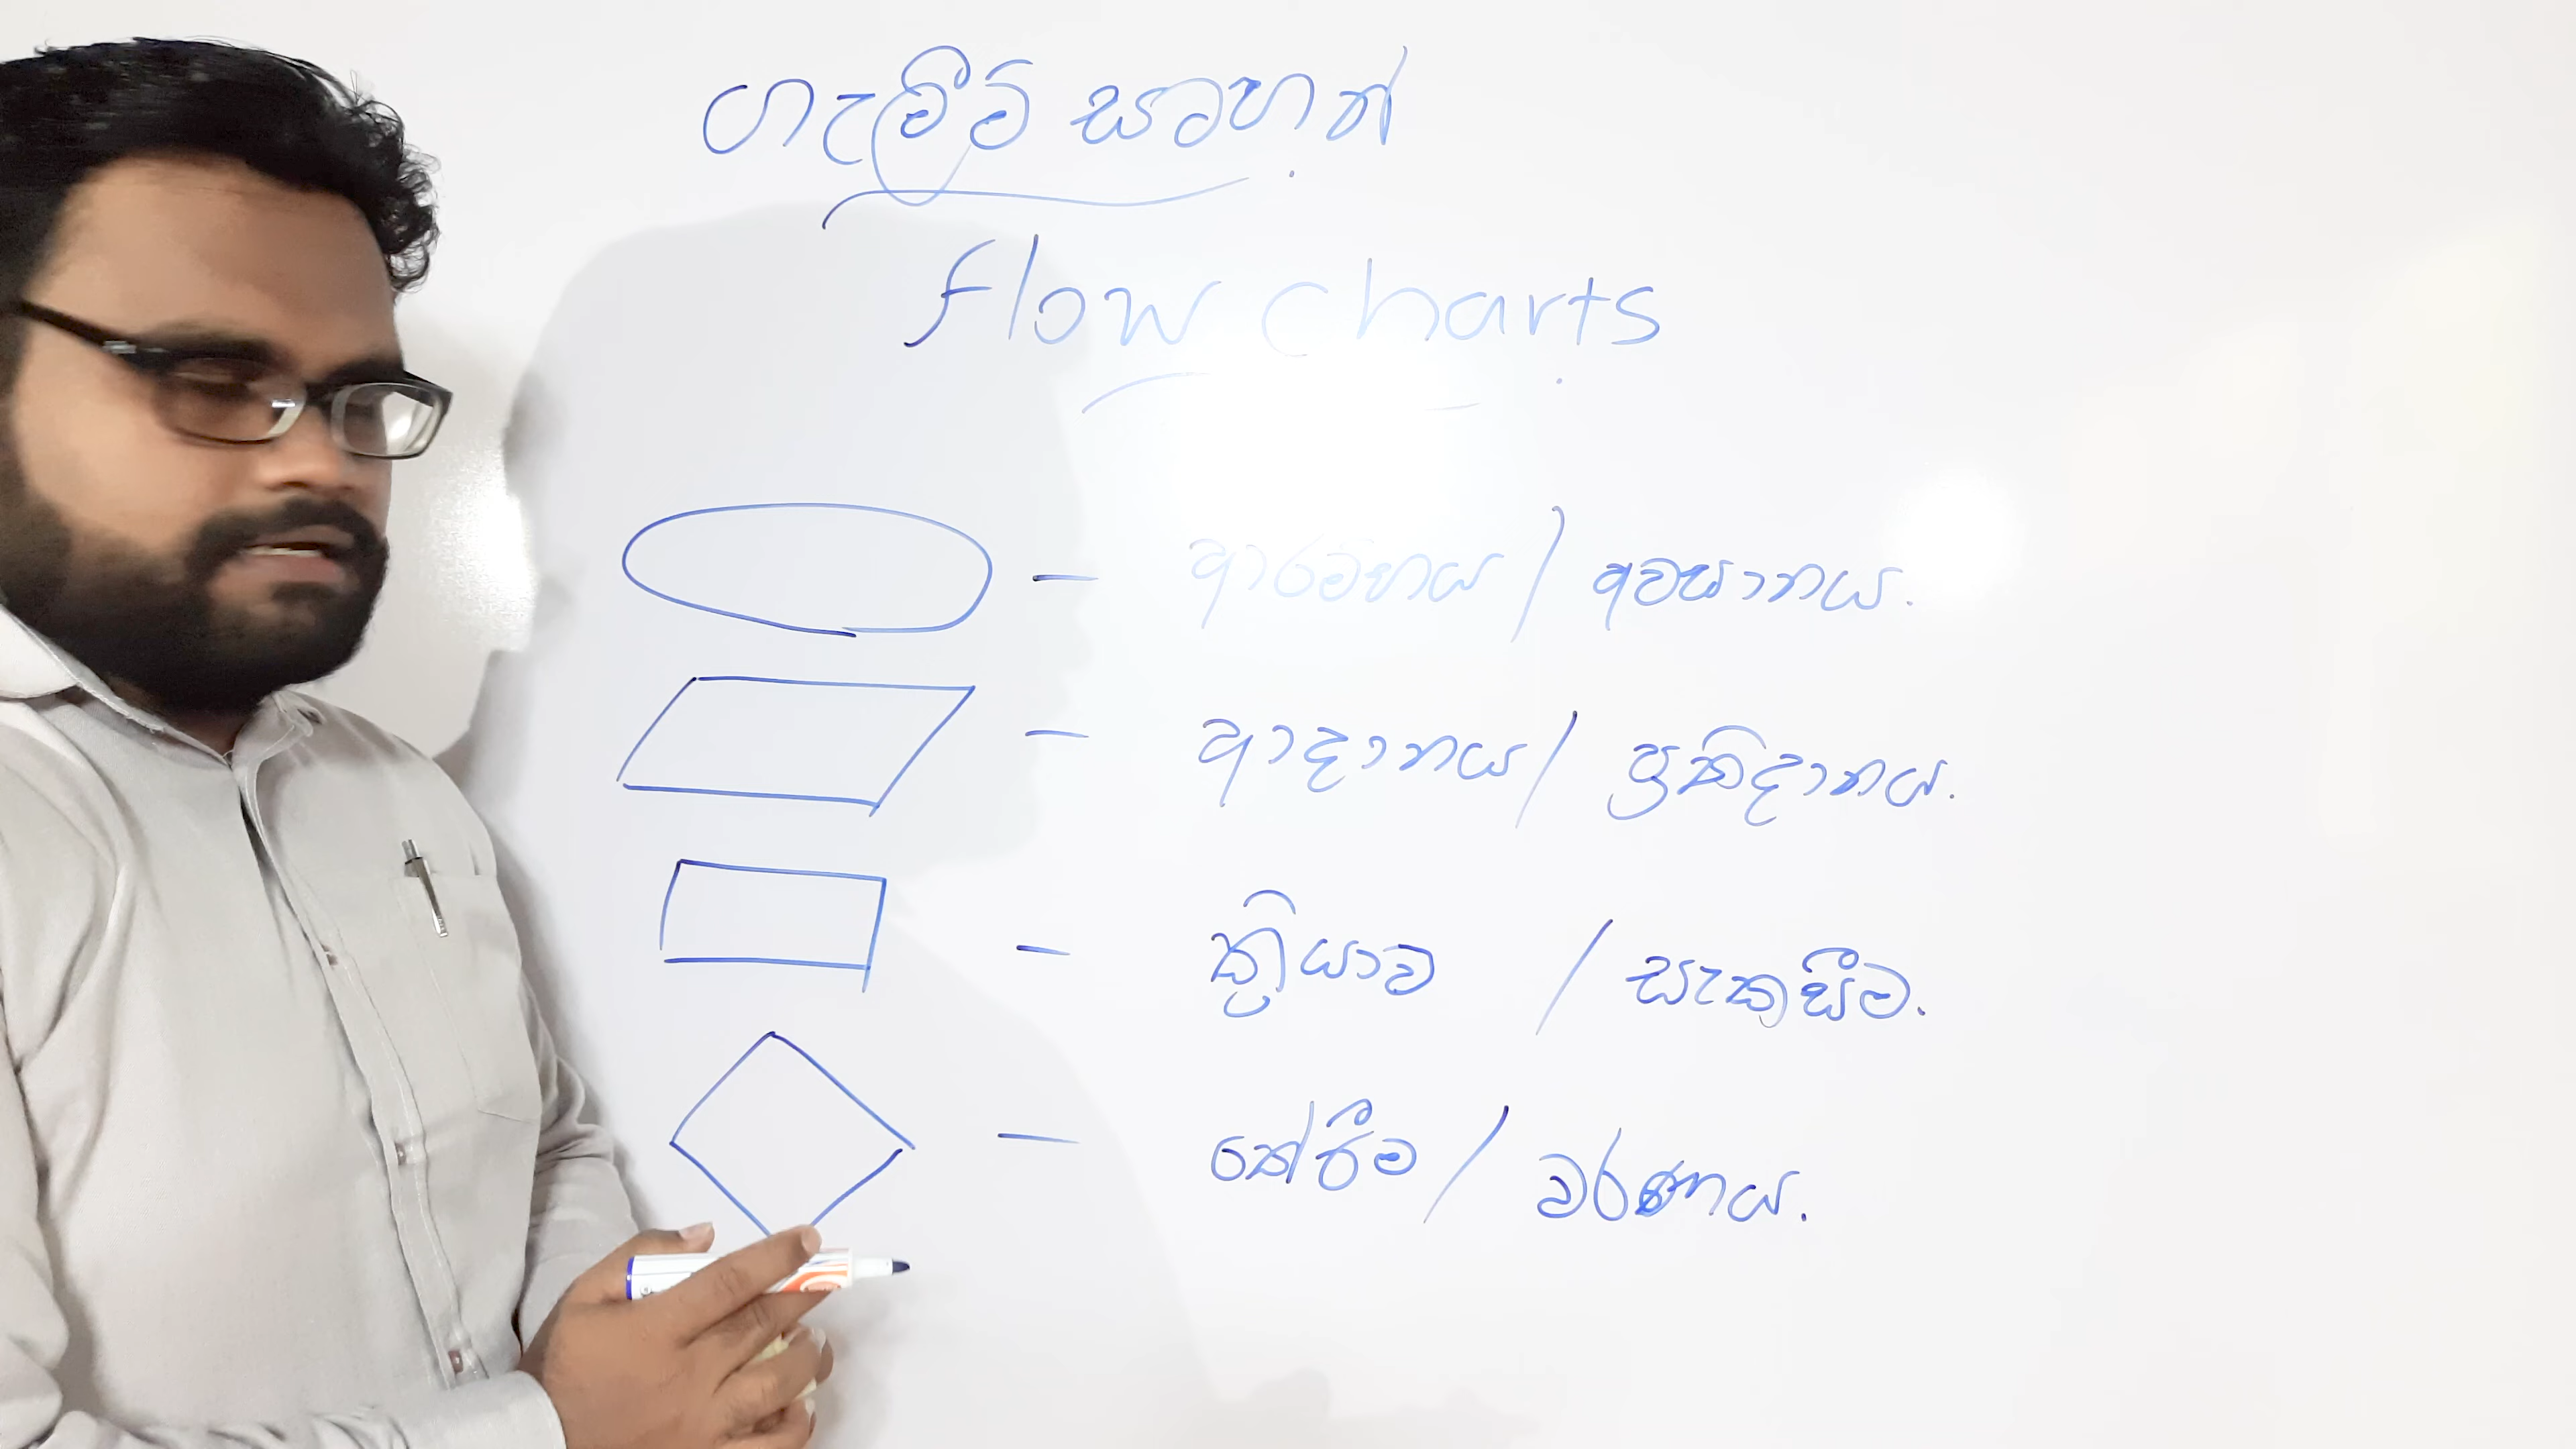 ගැලීම් සටහන්
flow charts
ආරම්භය / අවසානය.
ආදානය / ප්‍රතිදානය.
ක්‍රියාව / සැකසීම.
තේරීම / වරණය.